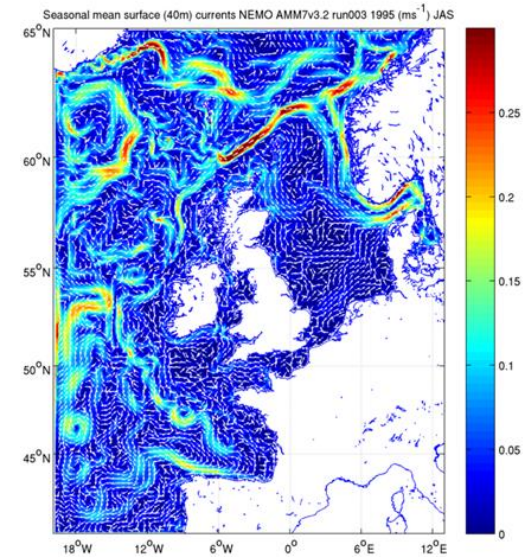 Seasonal mean surface (40m) currents NEMO AMM7v3.2 run003 1995 (ms⁻¹) JAS
65°N
60°N
55°N
50°N
45°N
18°W 12°W 6°W 0° 6°E 12°E
0.25
0.2
0.15
0.1
0.05
0